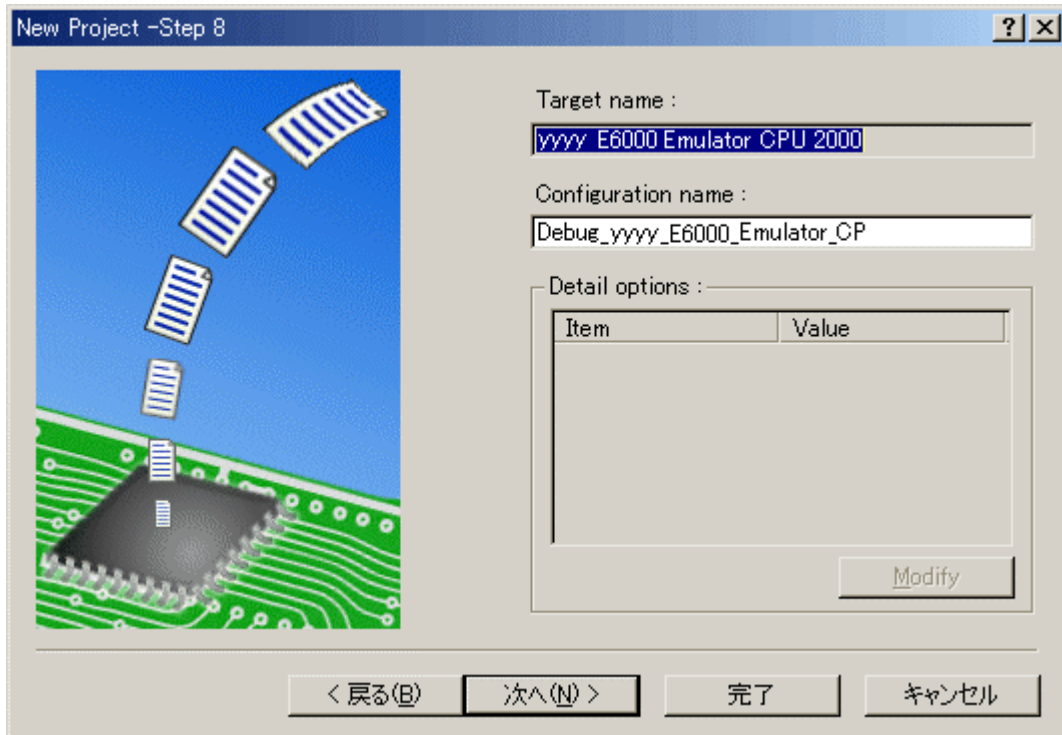 New Project -Step 8
Target name :
yyyy E6000 Emulator CPU 2000
Configuration name :
Debug_yyyy_E6000_Emulator_CP
Detail options :
Item Value
Modify
< 戻る(B) 次へ(N) > 完了 キャンセル